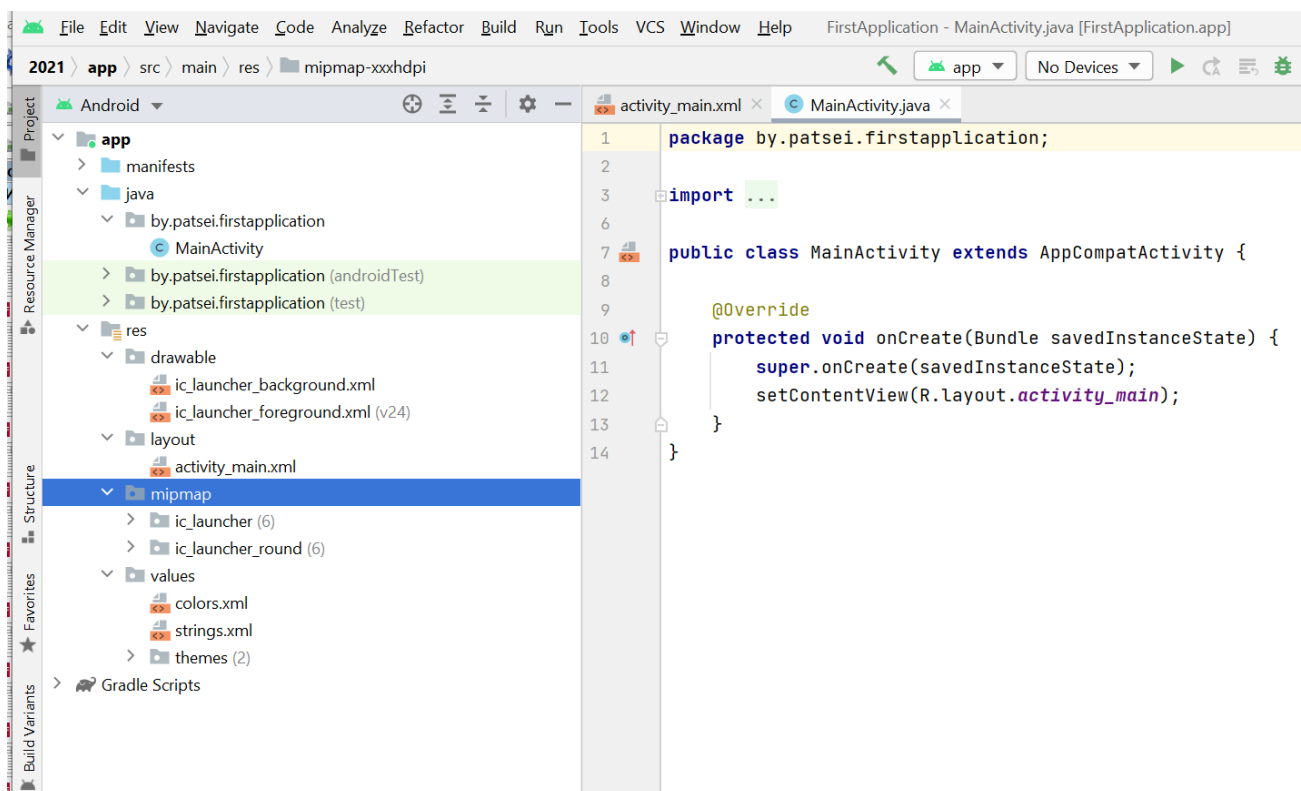 File Edit View Navigate Code Analyze Refactor Build Run Tools VCS Window Help FirstApplication - MainActivity.java [FirstApplication.app]
2021 〉 app 〉 src 〉 main 〉 res 〉 mipmap-xxxhdpi app No Devices
Project
Resource Manager
Structure
Favorites
Build Variants
Android
app
manifests
java
by.patsei.firstapplication
MainActivity
by.patsei.firstapplication (androidTest)
by.patsei.firstapplication (test)
res
drawable
ic_launcher_background.xml
ic_launcher_foreground.xml (v24)
layout
activity_main.xml
mipmap
ic_launcher (6)
ic_launcher_round (6)
values
colors.xml
strings.xml
themes (2)
Gradle Scripts
activity_main.xml × MainActivity.java ×
1 package by.patsei.firstapplication;
2
3 import ...
6
7 public class MainActivity extends AppCompatActivity {
8
9 @Override
10 protected void onCreate(Bundle savedInstanceState) {
11 super.onCreate(savedInstanceState);
12 setContentView(R.layout.activity_main);
13 }
14 }